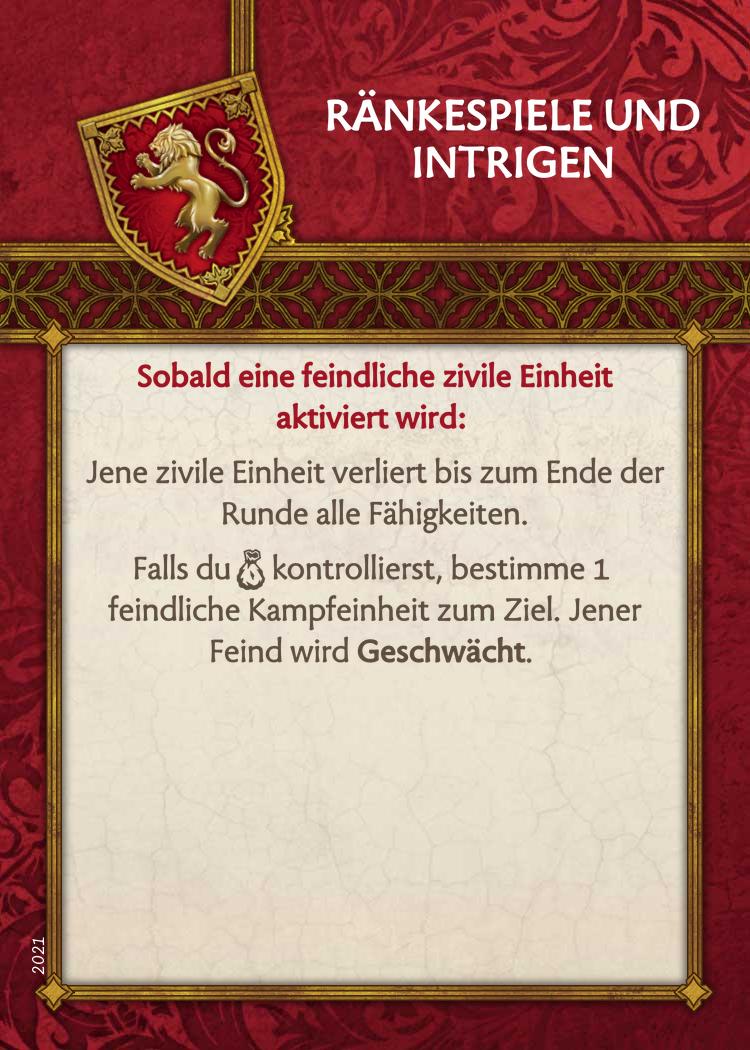 RÄNKESPIELE UND
INTRIGEN
Sobald eine feindliche zivile Einheit
aktiviert wird:
Jene zivile Einheit verliert bis zum Ende der
Runde alle Fähigkeiten.
Falls du kontrollierst, bestimme 1
feindliche Kampfeinheit zum Ziel. Jener
Feind wird Geschwächt.
2021